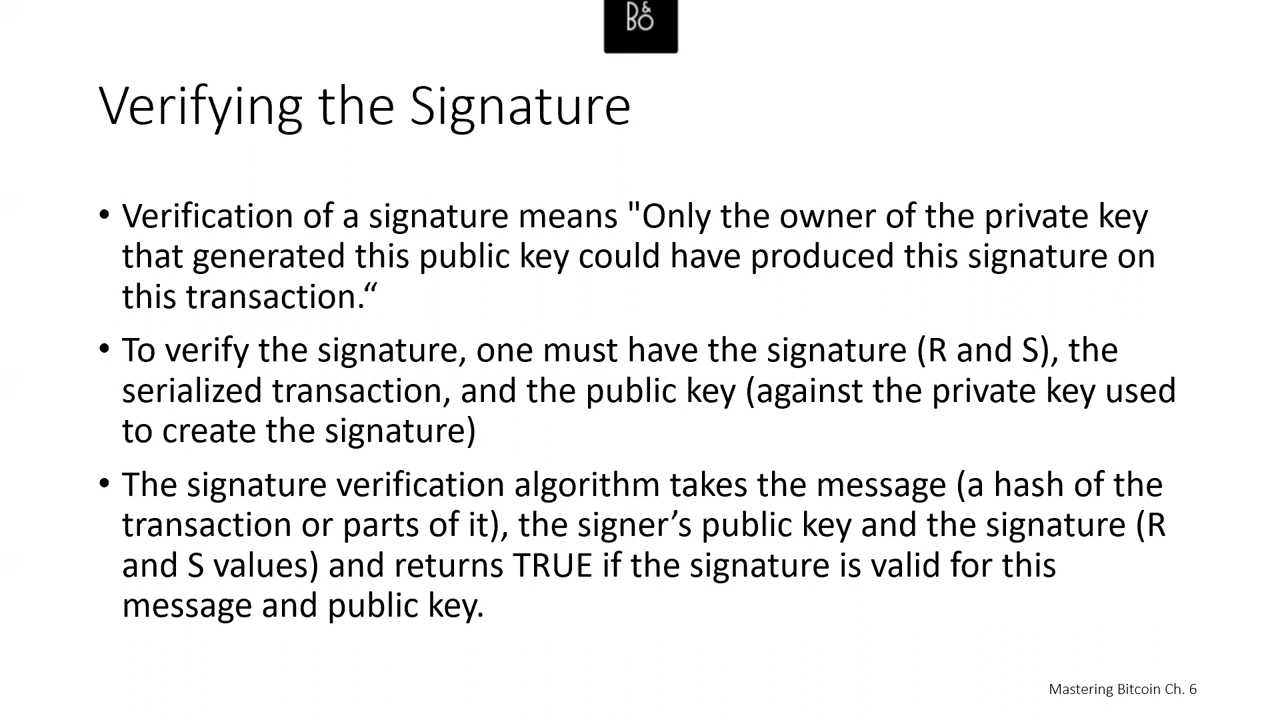 B&O
Verifying the Signature
• Verification of a signature means "Only the owner of the private key
that generated this public key could have produced this signature on
this transaction.“
• To verify the signature, one must have the signature (R and S), the
serialized transaction, and the public key (against the private key used
to create the signature)
• The signature verification algorithm takes the message (a hash of the
transaction or parts of it), the signer’s public key and the signature (R
and S values) and returns TRUE if the signature is valid for this
message and public key.
Mastering Bitcoin Ch. 6